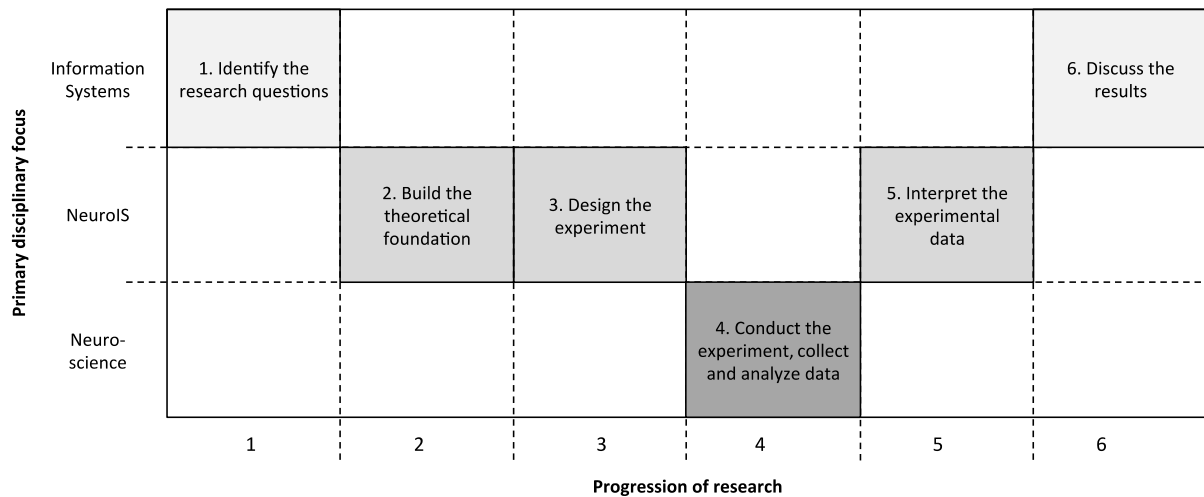 Primary disciplinary focus
Information
Systems
1. Identify the
research questions
6. Discuss the
results
NeuroIS
2. Build the
theoretical
foundation
3. Design the
experiment
5. Interpret the
experimental
data
Neuro-
science
4. Conduct the
experiment, collect
and analyze data
1 2 3 4 5 6
Progression of research